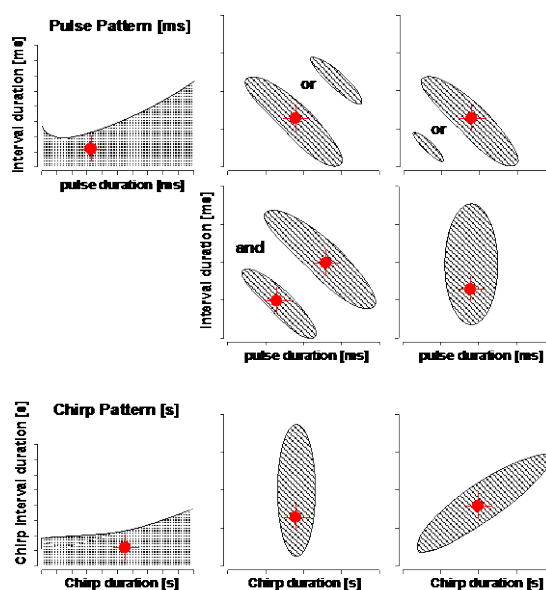 Pulse Pattern [ms]
Interval duration [ms]
or
or
pulse duration [ms]
Interval duration [ms]
and
pulse duration [ms]
pulse duration [ms]
Chirp Pattern [s]
Chirp interval duration [s]
Chirp duration [s]
Chirp duration [s]
Chirp duration [s]